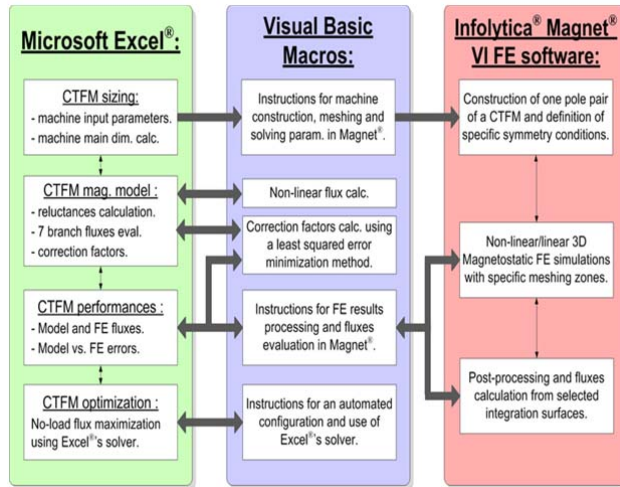 Microsoft Excel®:
CTFM sizing:
- machine input parameters.
- machine main dim. calc.
CTFM mag. model :
- reluctances calculation.
- 7 branch fluxes eval.
- correction factors.
CTFM performances :
- Model and FE fluxes.
- Model vs. FE errors.
CTFM optimization :
No-load flux maximization
using Excel®'s solver.
Visual Basic
Macros:
Instructions for machine
construction, meshing and
solving param. in Magnet®.
Non-linear flux calc.
Correction factors calc. using
a least squared error
minimization method.
Instructions for FE results
processing and fluxes
evaluation in Magnet®.
Instructions for an automated
configuration and use of
Excel®'s solver.
Infolytica® Magnet®
VI FE software:
Construction of one pole pair
of a CTFM and definition of
specific symmetry conditions.
Non-linear/linear 3D
Magnetostatic FE simulations
with specific meshing zones.
Post-processing and fluxes
calculation from selected
integration surfaces.